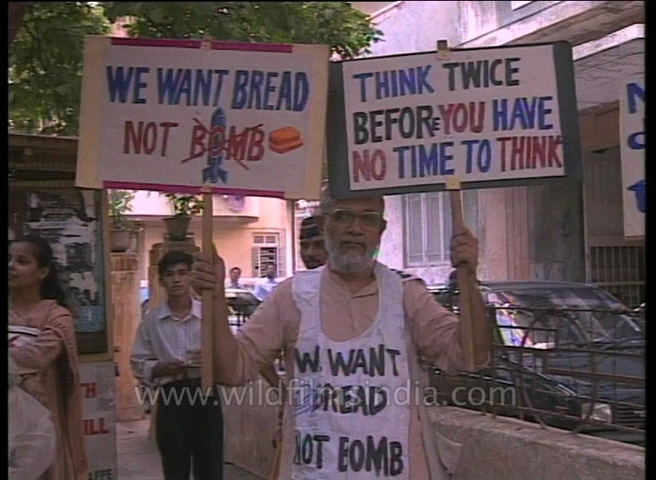 WE WANT BREAD
NOT BOMB
THINK TWICE
BEFORE YOU HAVE
NO TIME TO THINK
W. WANT
BREAD
NOT BOMB
www.wildfilmsindia.com